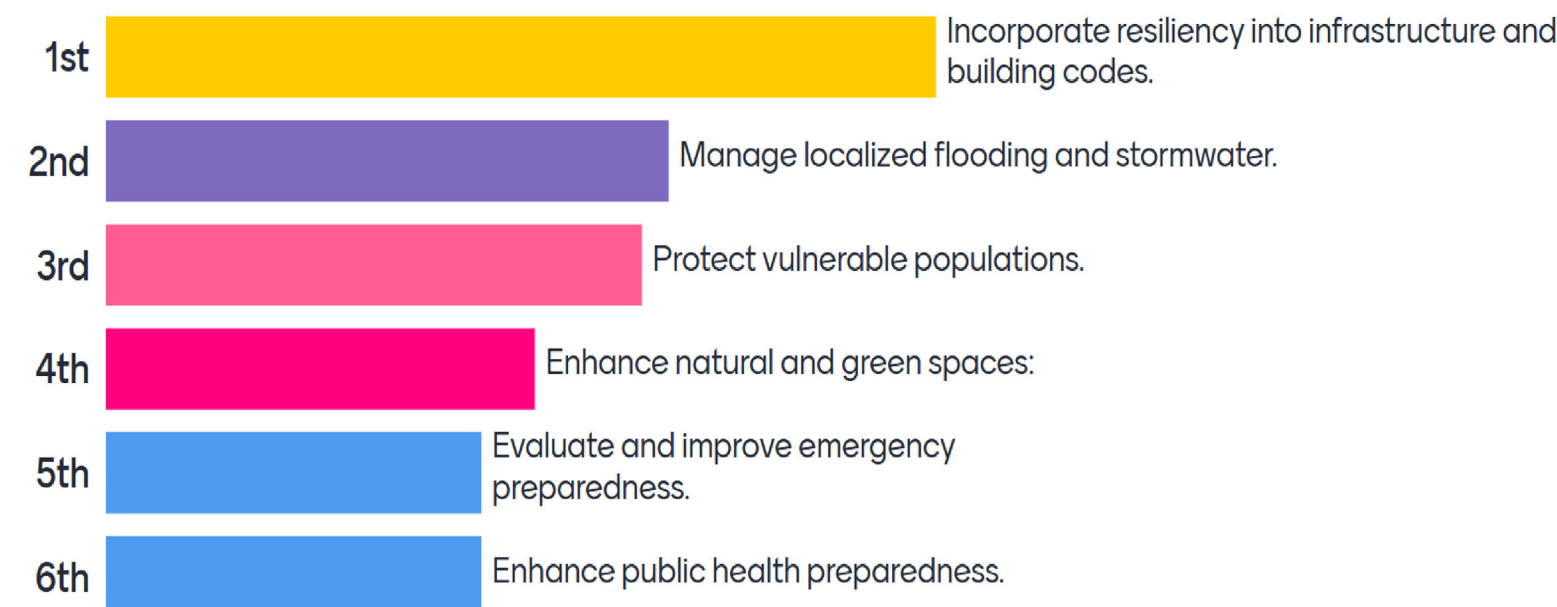 1st
Incorporate resiliency into infrastructure and
building codes.
2nd
Manage localized flooding and stormwater.
3rd
Protect vulnerable populations.
4th
Enhance natural and green spaces:
5th
Evaluate and improve emergency
preparedness.
6th
Enhance public health preparedness.